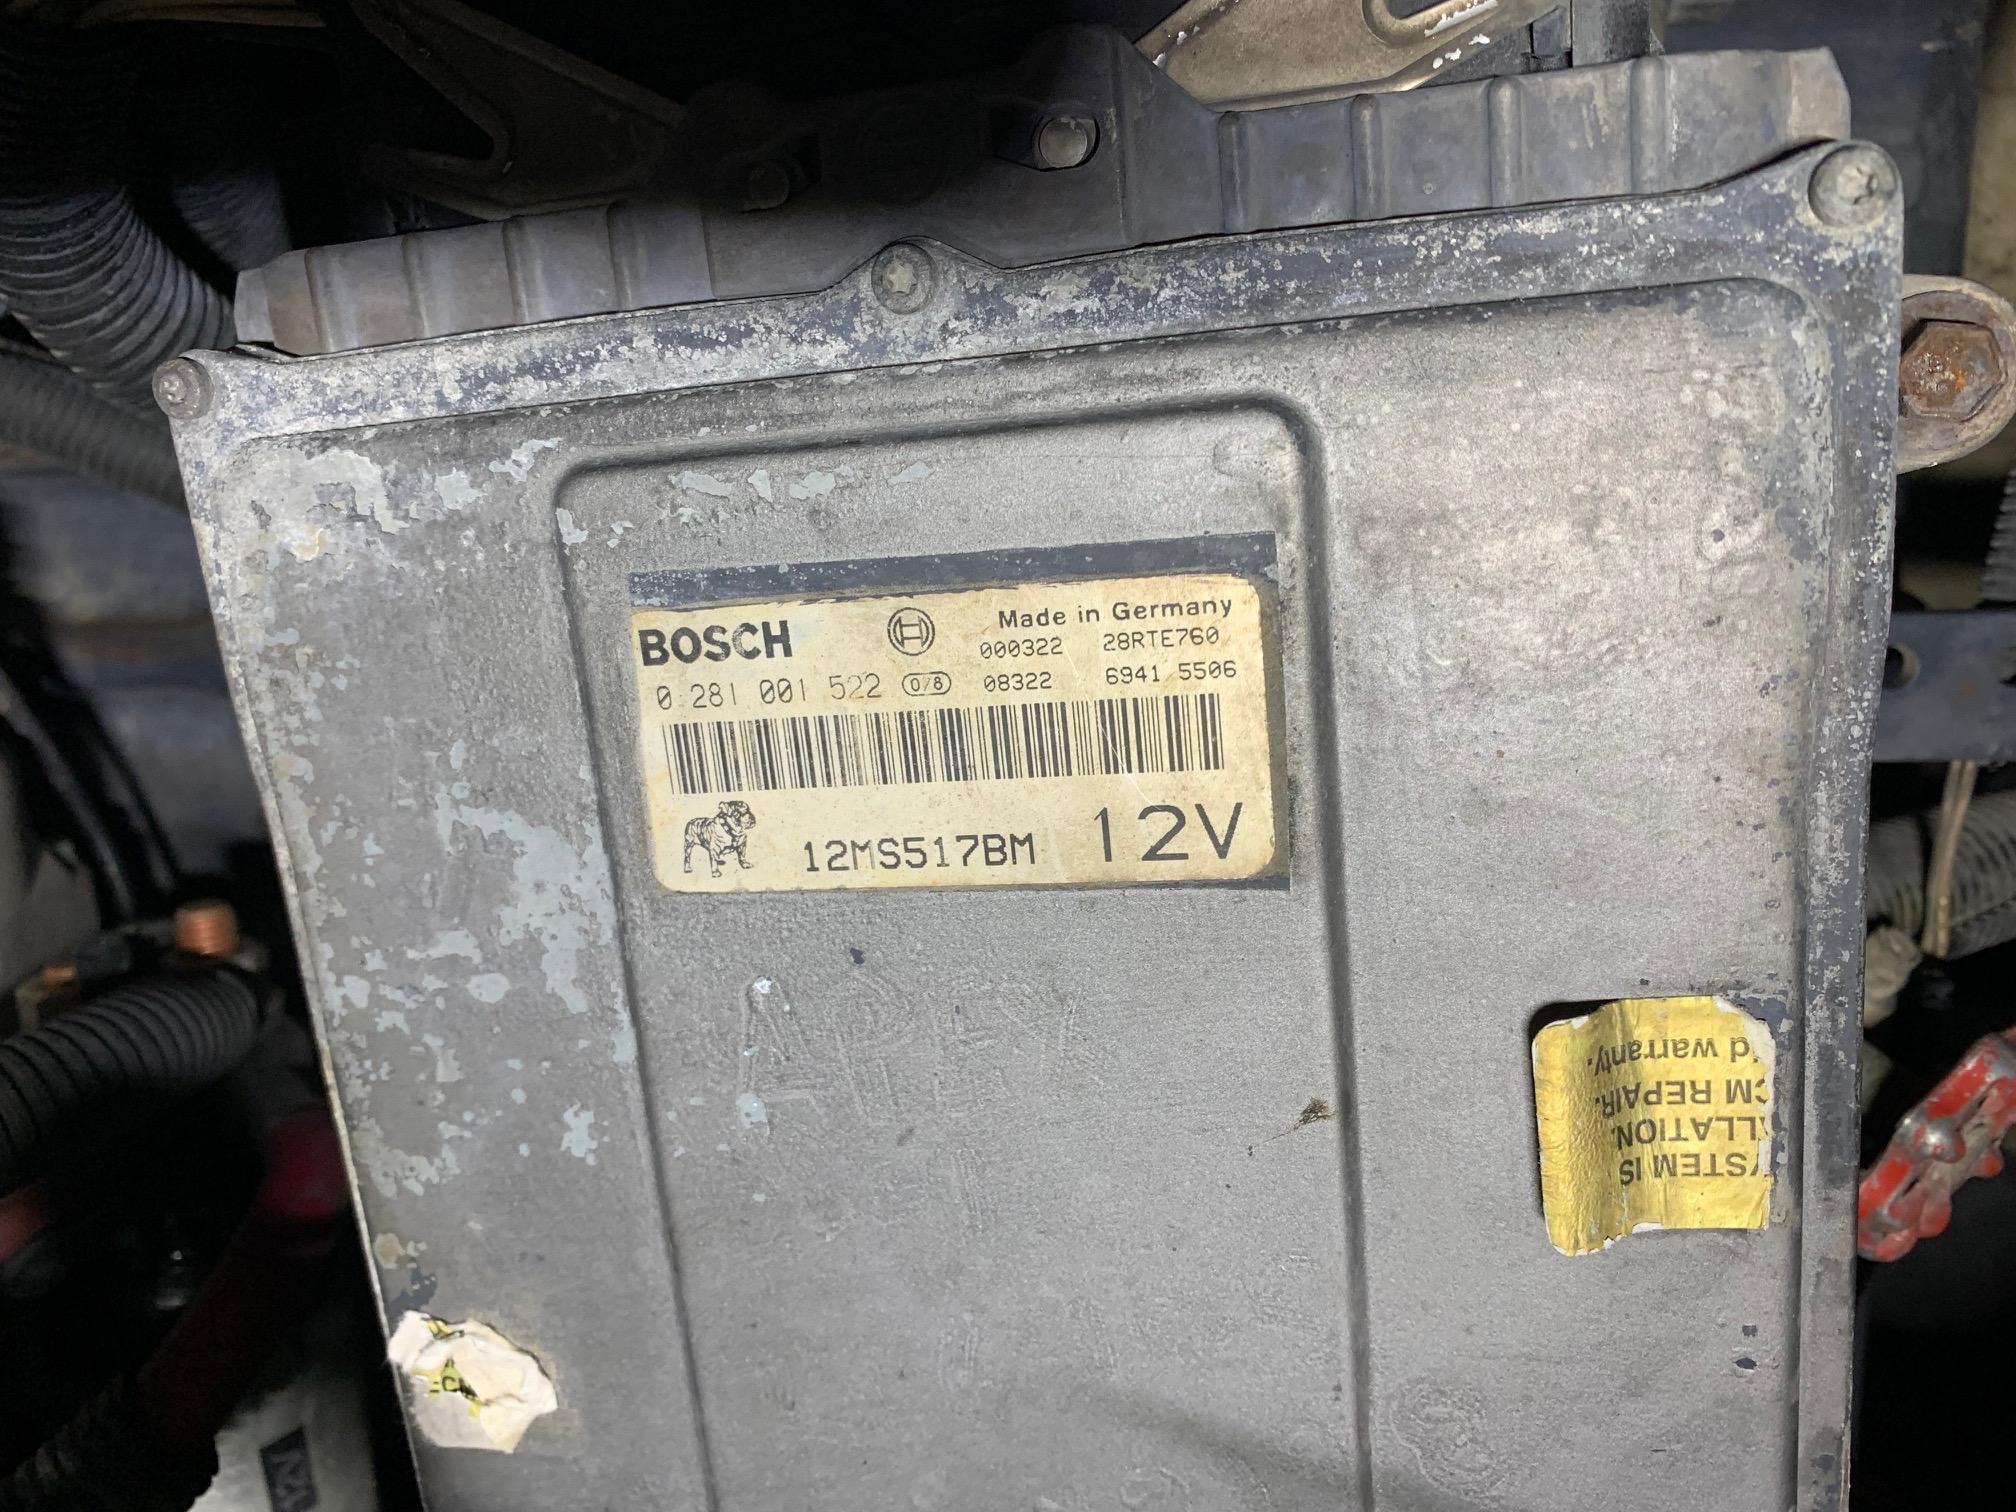 BOSCH
Made in Germany
000322 28RTE760
0 281 001 522 0/8 08322 6941 5506
12MS517BM 12V
YSTEM IS
LLATION.
CM REPAIR.
d warranty.